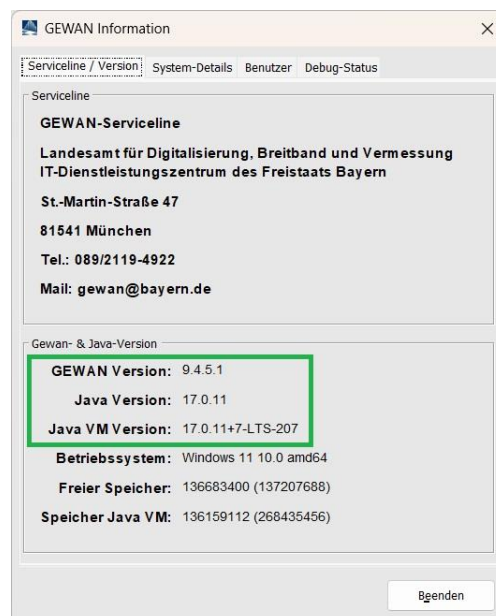 GEWAN Information
Serviceline / Version System-Details Benutzer Debug-Status
Serviceline
GEWAN-Serviceline
Landesamt für Digitalisierung, Breitband und Vermessung
IT-Dienstleistungszentrum des Freistaats Bayern
St.-Martin-Straße 47
81541 München
Tel.: 089/2119-4922
Mail: gewan@bayern.de
Gewan- & Java-Version
GEWAN Version: 9.4.5.1
Java Version: 17.0.11
Java VM Version: 17.0.11+7-LTS-207
Betriebssystem: Windows 11 10.0 amd64
Freier Speicher: 136683400 (137207688)
Speicher Java VM: 136159112 (268435456)
Beenden